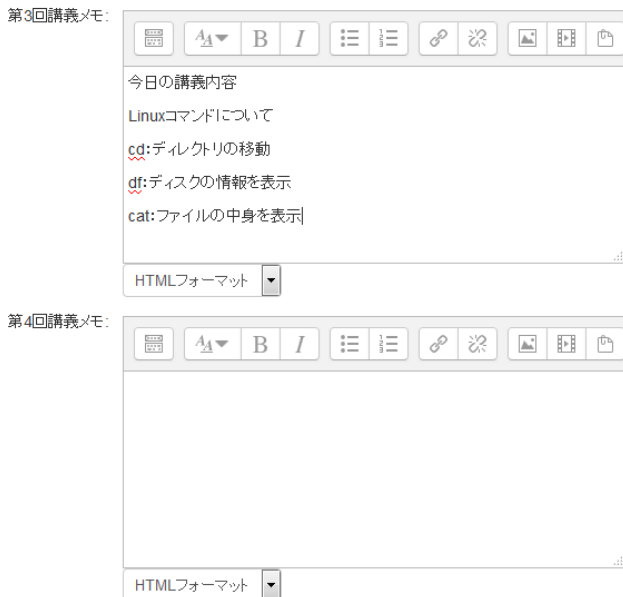 第3回講義メモ:
今日の講義内容
Linuxコマンドについて
cd:ディレクトリの移動
df:ディスクの情報を表示
cat:ファイルの中身を表示
HTMLフォーマット
第4回講義メモ:
HTMLフォーマット